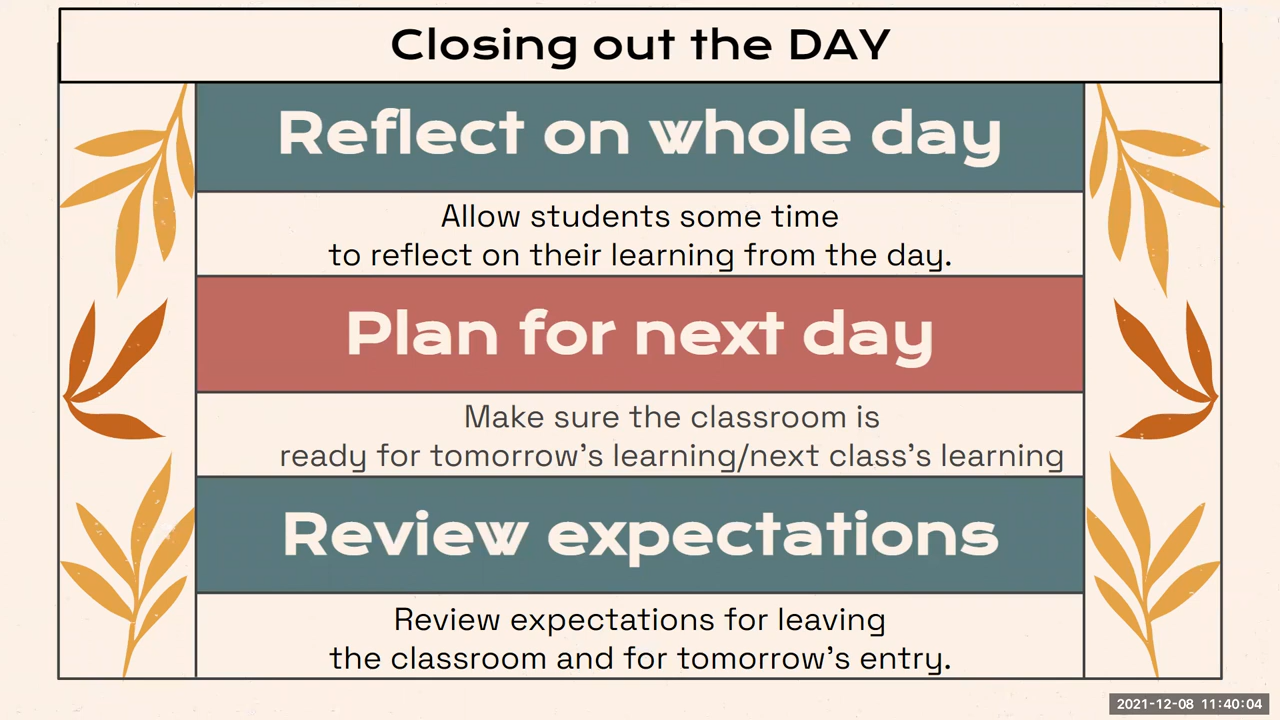 Closing out the DAY
Reflect on whole day
Allow students some time
to reflect on their learning from the day.
Plan for next day
Make sure the classroom is
ready for tomorrow's learning/next class's learning
Review expectations
Review expectations for leaving
the classroom and for tomorrow's entry.
2021-12-08 11:40:04